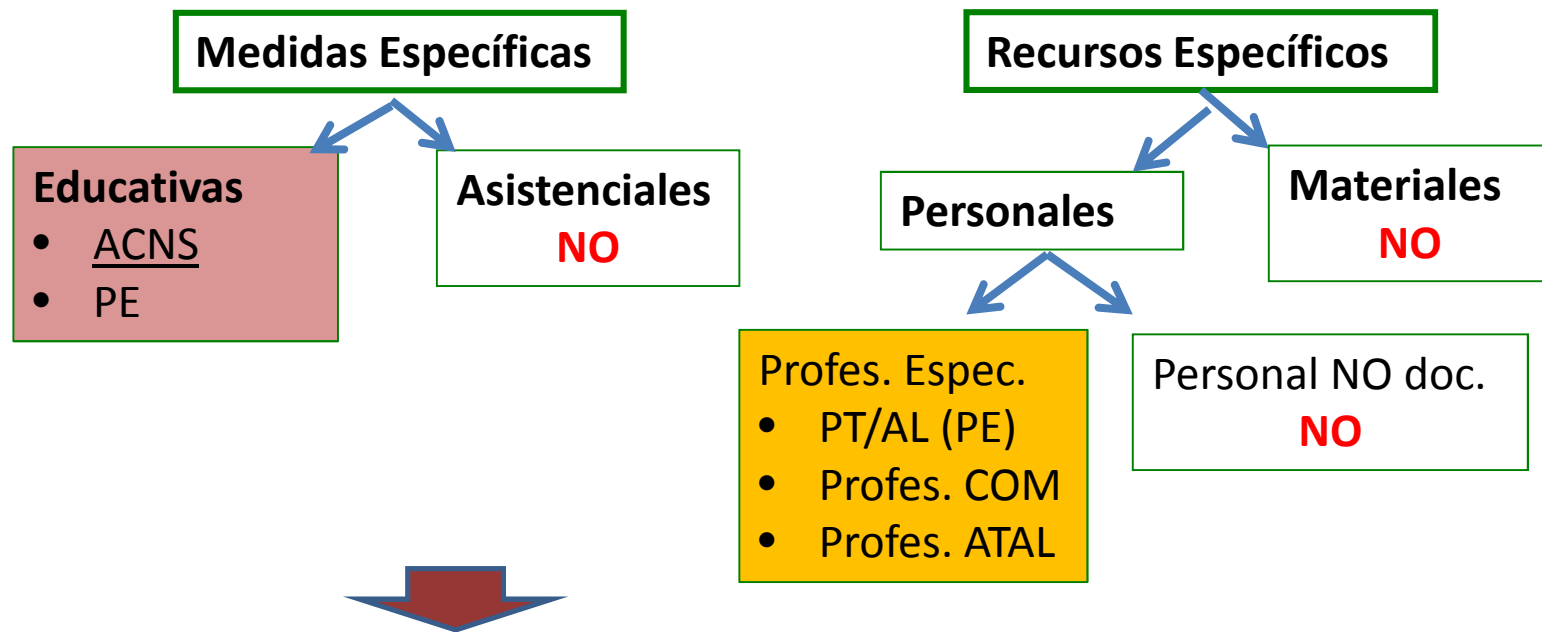 Medidas Específicas
Educativas
• ACNS
• PE
Asistenciales
NO
Recursos Específicos
Personales
Materiales
NO
Profes. Espec.
• PT/AL (PE)
• Profes. COM
• Profes. ATAL
Personal NO doc.
NO